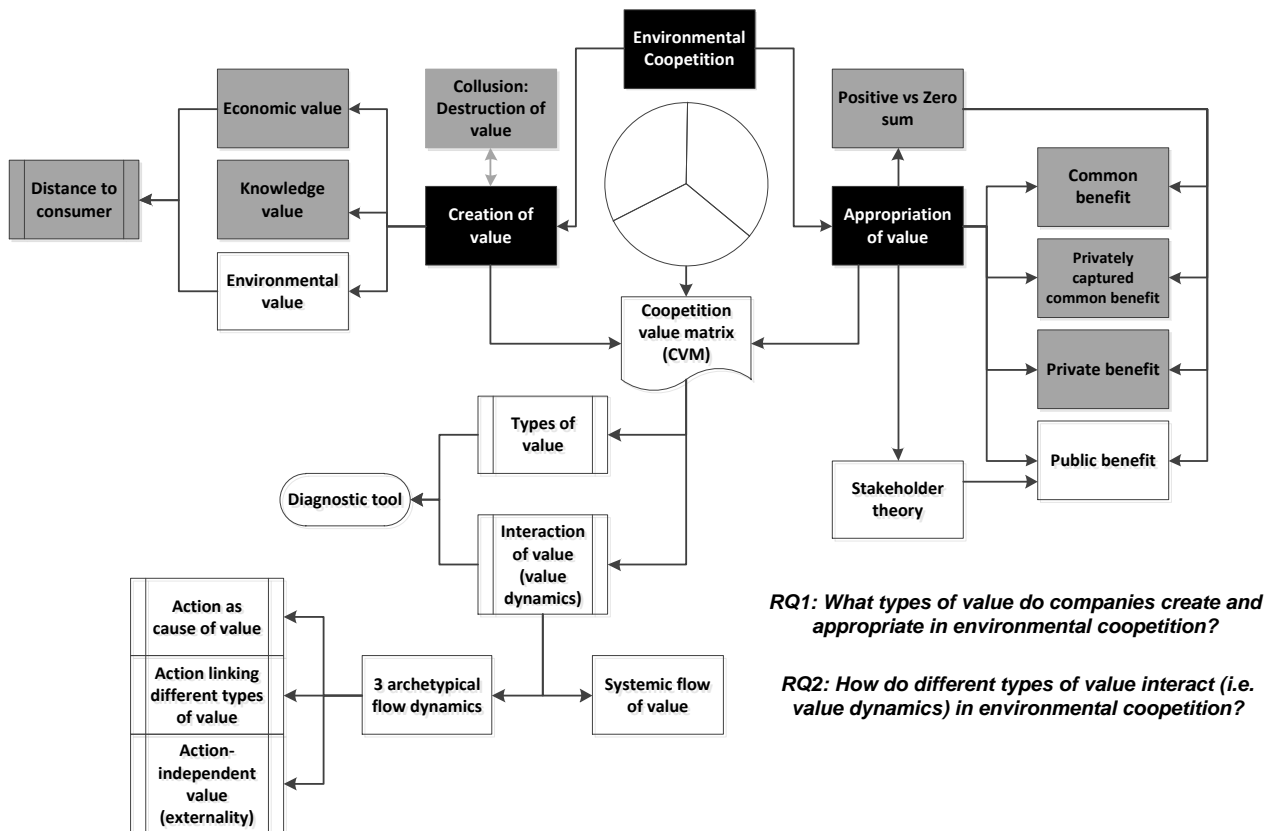 Environmental
Coopetition
Economic value
Collusion:
Destruction of
value
Positive vs Zero
sum
Distance to
consumer
Knowledge
value
Creation of
value
Appropriation
of value
Common
benefit
Environmental
value
Privately
captured
common benefit
Coopetition
value matrix
(CVM)
Private benefit
Types of
value
Public benefit
Diagnostic tool
Stakeholder
theory
Interaction
of value
(value
dynamics)
Action as
cause of value
Action linking
different types
of value
Action-
independent
value
(externality)
3 archetypical
flow dynamics
Systemic flow
of value
RQ1: What types of value do companies create and
appropriate in environmental coopetition?
RQ2: How do different types of value interact (i.e.
value dynamics) in environmental coopetition?